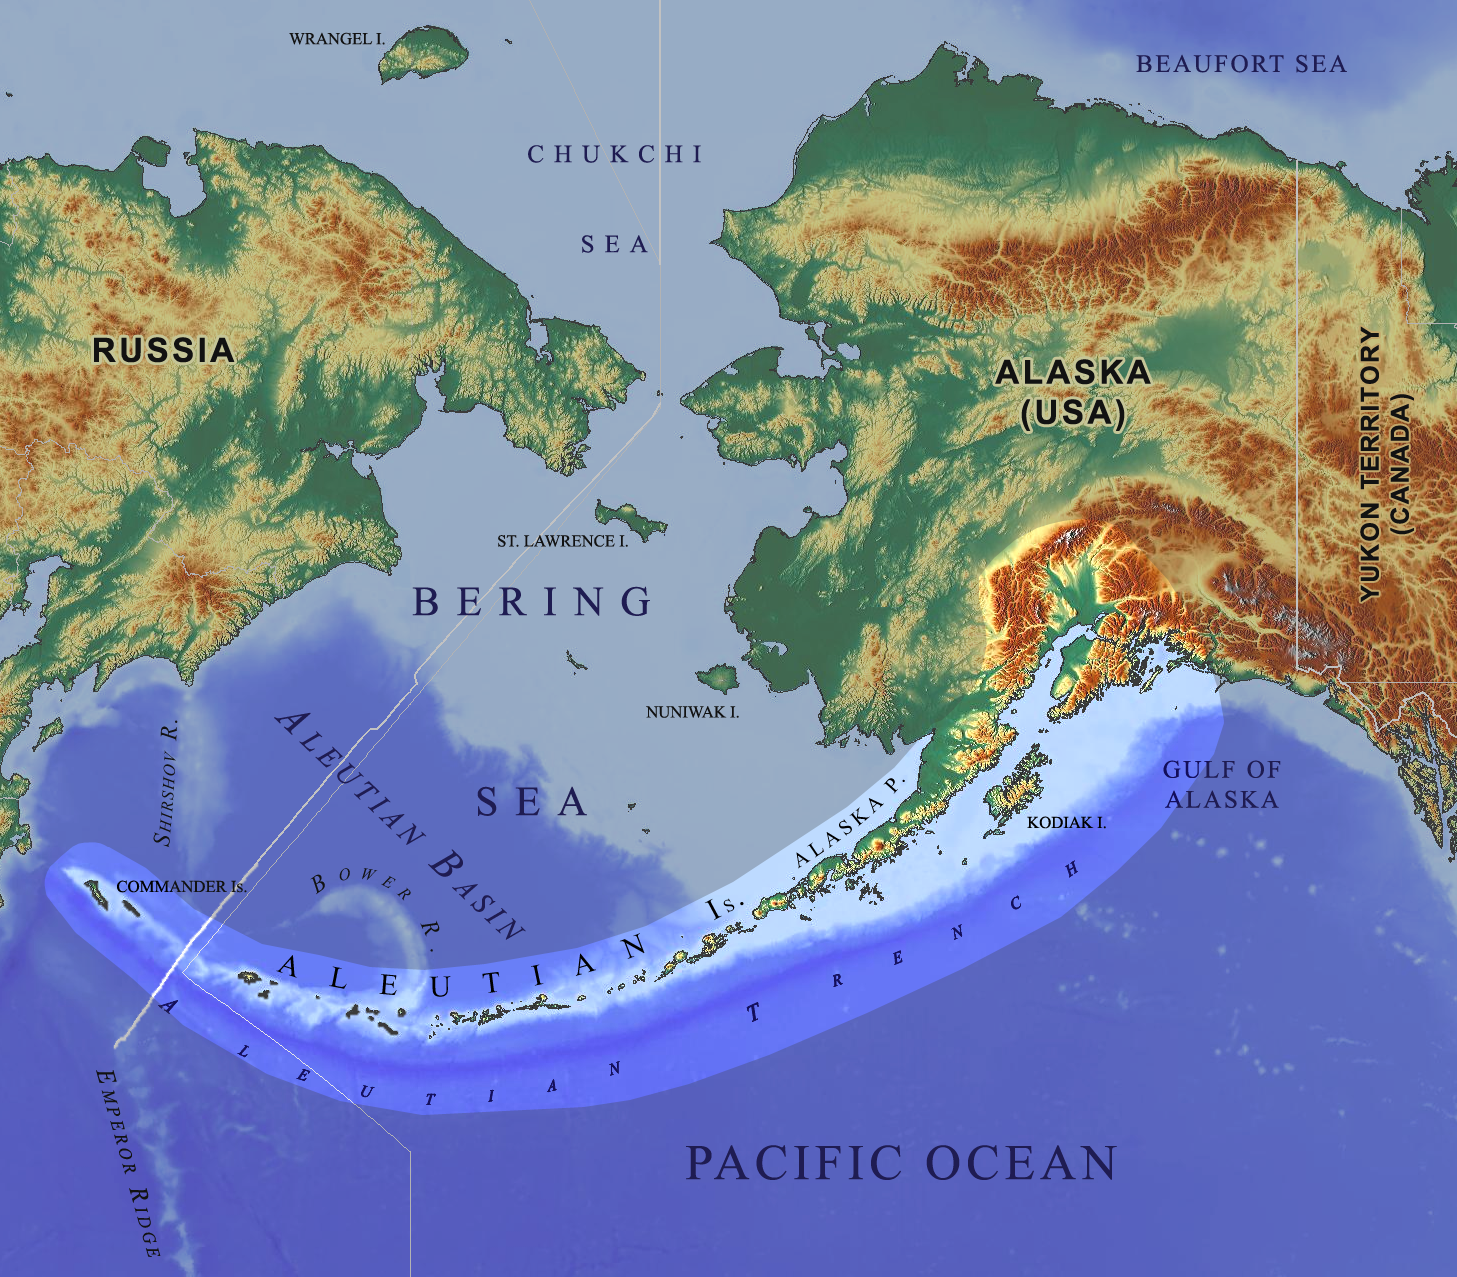 WRANGEL I.
BEAUFORT SEA
CHUKCHI
SEA
RUSSIA
ALASKA
(USA)
YUKON TERRITORY
(CANADA)
ST. LAWRENCE I.
BERING
SEA
NUNIWAK I.
SHIRSHOV R.
ALEUTIAN BASIN
GULF OF
ALASKA
ALASKA P.
KODIAK I.
COMMANDER Is.
BOWER R.
ALEUTIAN Is.
ALEUTIAN TRENCH
EMPEROR RIDGE
PACIFIC OCEAN